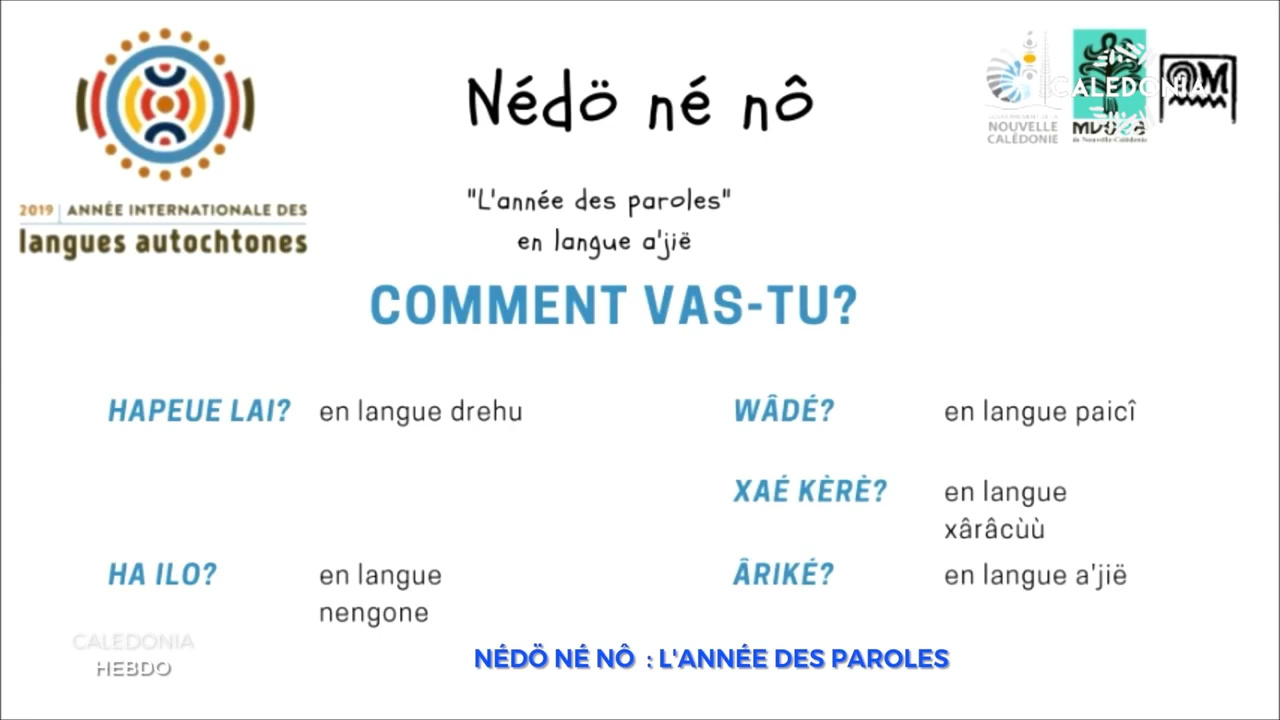 Nédö né nô
CALEDONIA
NOUVELLE
CALÉDONIE
2019 | ANNÉE INTERNATIONALE DES
langues autochtones
"L'année des paroles"
en langue a'jië
COMMENT VAS-TU?
HAPEUE LAI? en langue drehu
WÂDÉ? en langue paicî
XAÉ KÈRÈ? en langue
xârâcùù
HA ILO? en langue
nengone
ÂRIKÉ? en langue a'jië
CALEDONIA
HEBDO
NÉDÖ NÉ NÔ : L'ANNÉE DES PAROLES